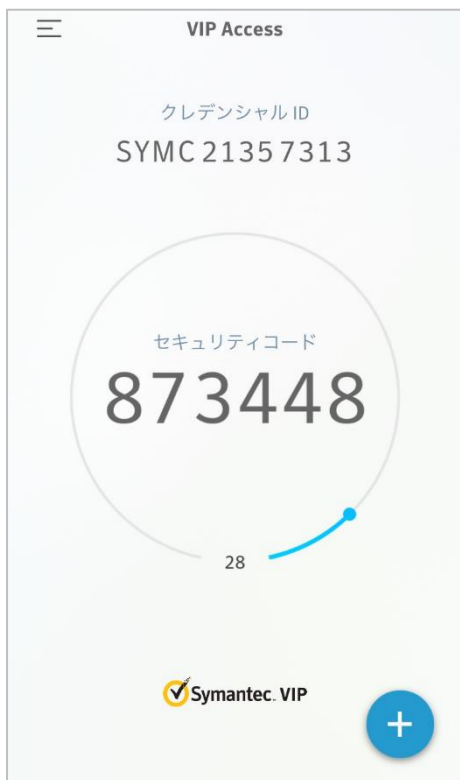 VIP Access
クレデンシャル ID
SYMC 2135 7313
セキュリティコード
873448
28
Symantec. VIP